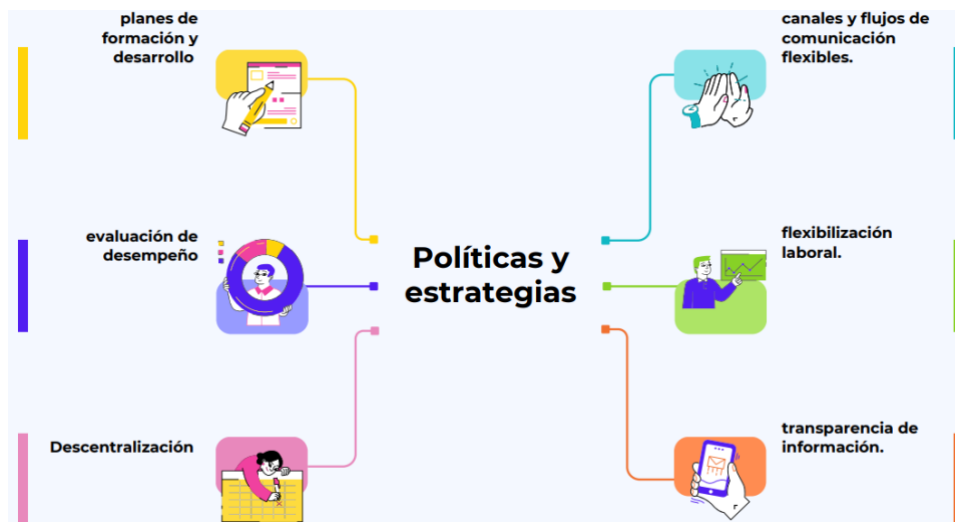 planes de
formación y
desarrollo
canales y flujos de
comunicación
flexibles.
evaluación de
desempeño
Políticas y
estrategias
flexibilización
laboral.
Descentralización
transparencia de
información.